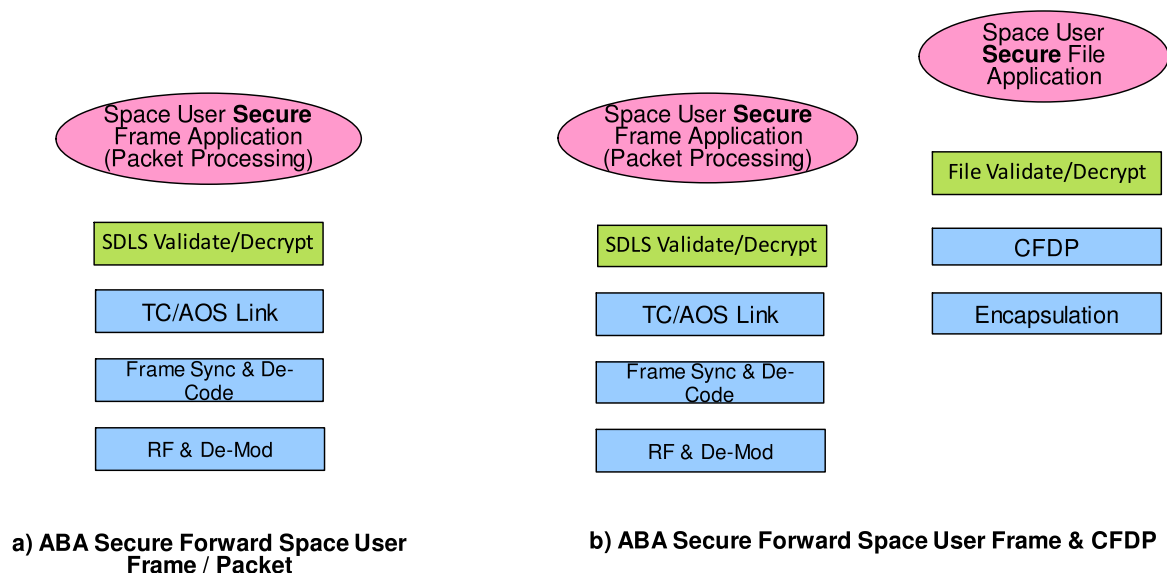 Space User Secure
Frame Application
(Packet Processing)
SDLS Validate/Decrypt
TC/AOS Link
Frame Sync & De-
Code
RF & De-Mod
a) ABA Secure Forward Space User
Frame / Packet
Space User Secure
Frame Application
(Packet Processing)
SDLS Validate/Decrypt
TC/AOS Link
Frame Sync & De-
Code
RF & De-Mod
Space User
Secure File
Application
File Validate/Decrypt
CFDP
Encapsulation
b) ABA Secure Forward Space User Frame & CFDP